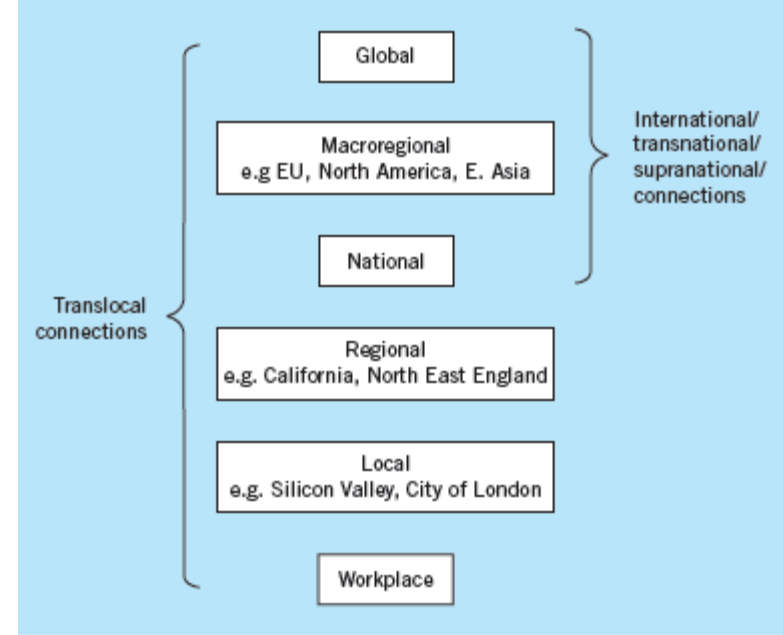 Global
International/
transnational/
supranational/
connections
Macroregional
e.g EU, North America, E. Asia
National
Translocal
connections
Regional
e.g. California, North East England
Local
e.g. Silicon Valley, City of London
Workplace